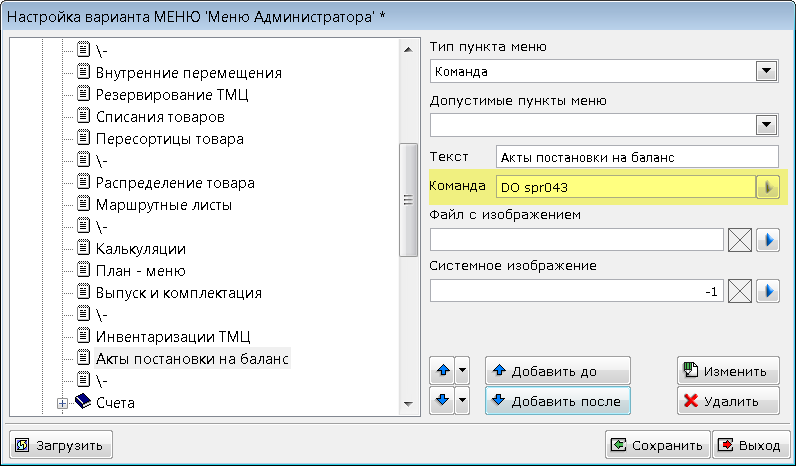 Настройка варианта МЕНЮ 'Меню Администратора' *
\-
Внутренние перемещения
Резервирование ТМЦ
Списания товаров
Пересортицы товара
\-
Распределение товара
Маршрутные листы
\-
Калькуляции
План - меню
Выпуск и комплектация
\-
Инвентаризации ТМЦ
Акты постановки на баланс
\-
Счета
Тип пункта меню
Команда
Допустимые пункты меню
Текст Акты постановки на баланс
Команда DO spr043
Файл с изображением
Системное изображение
-1
Добавить до Изменить
Добавить после Удалить
Загрузить Сохранить Выход